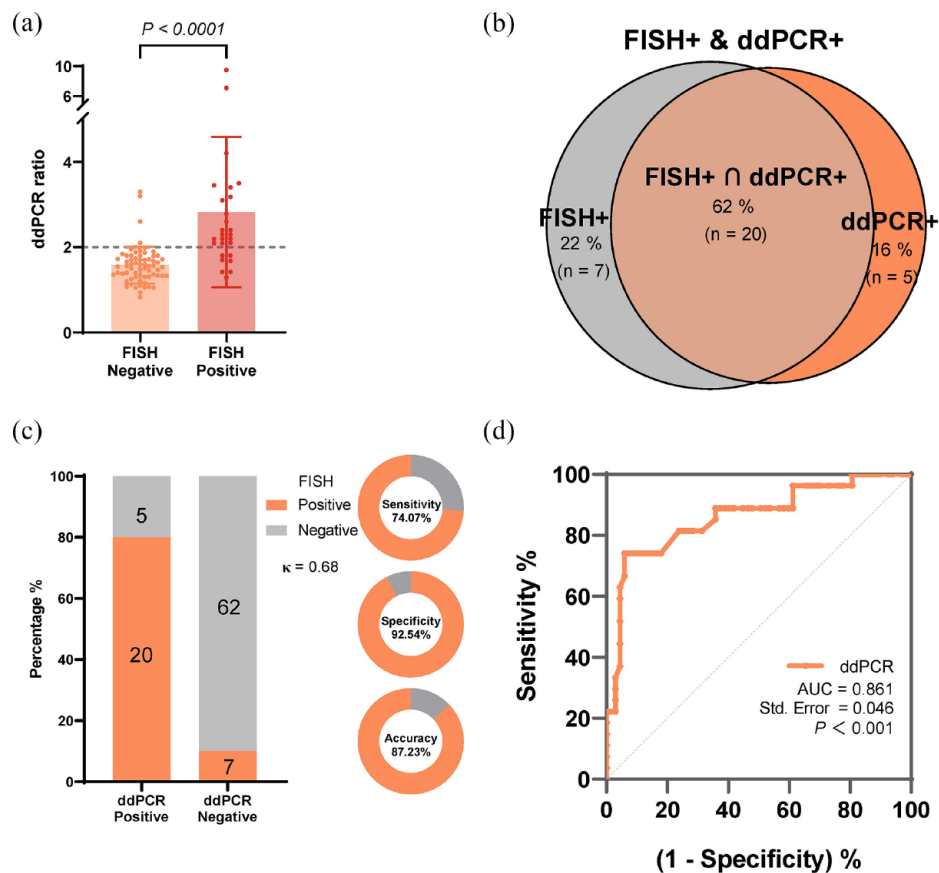 (a)
P < 0.0001
10
6
4
2
0
ddPCR ratio
FISH
Negative
FISH
Positive
(b)
FISH+ & ddPCR+
FISH+ ∩ ddPCR+
62 %
(n = 20)
FISH+
22 %
(n = 7)
ddPCR+
16 %
(n = 5)
(c)
100
80
60
40
20
0
Percentage %
5
20
62
7
ddPCR
Positive
ddPCR
Negative
FISH
Positive
Negative
κ = 0.68
Sensitivity
74.07%
Specificity
92.54%
Accuracy
87.23%
(d)
100
80
60
40
20
0
Sensitivity %
ddPCR
AUC = 0.861
Std. Error = 0.046
P < 0.001
0 20 40 60 80 100
(1 - Specificity) %